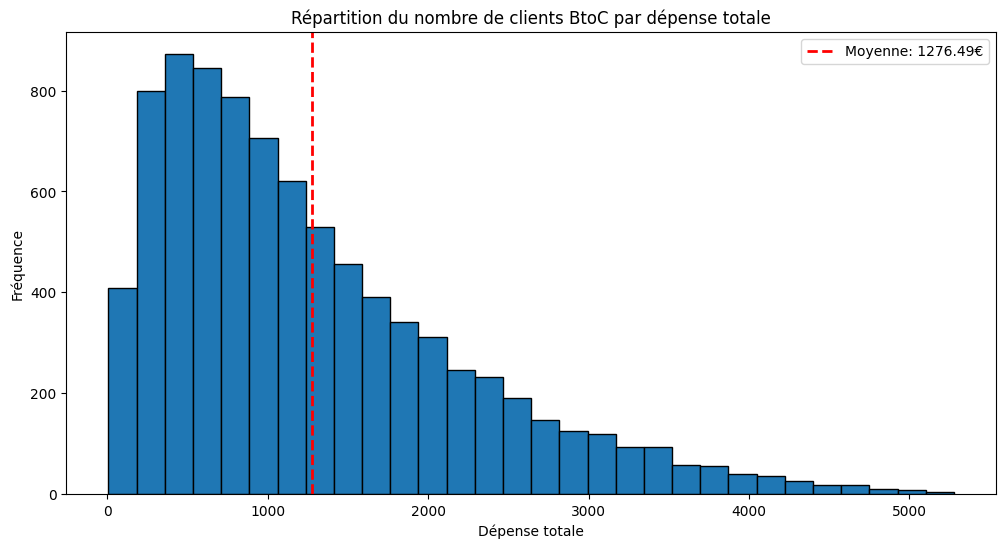 Répartition du nombre de clients BtoC par dépense totale
Moyenne: 1276.49€
Fréquence
800
600
400
200
0
0 1000 2000 3000 4000 5000
Dépense totale